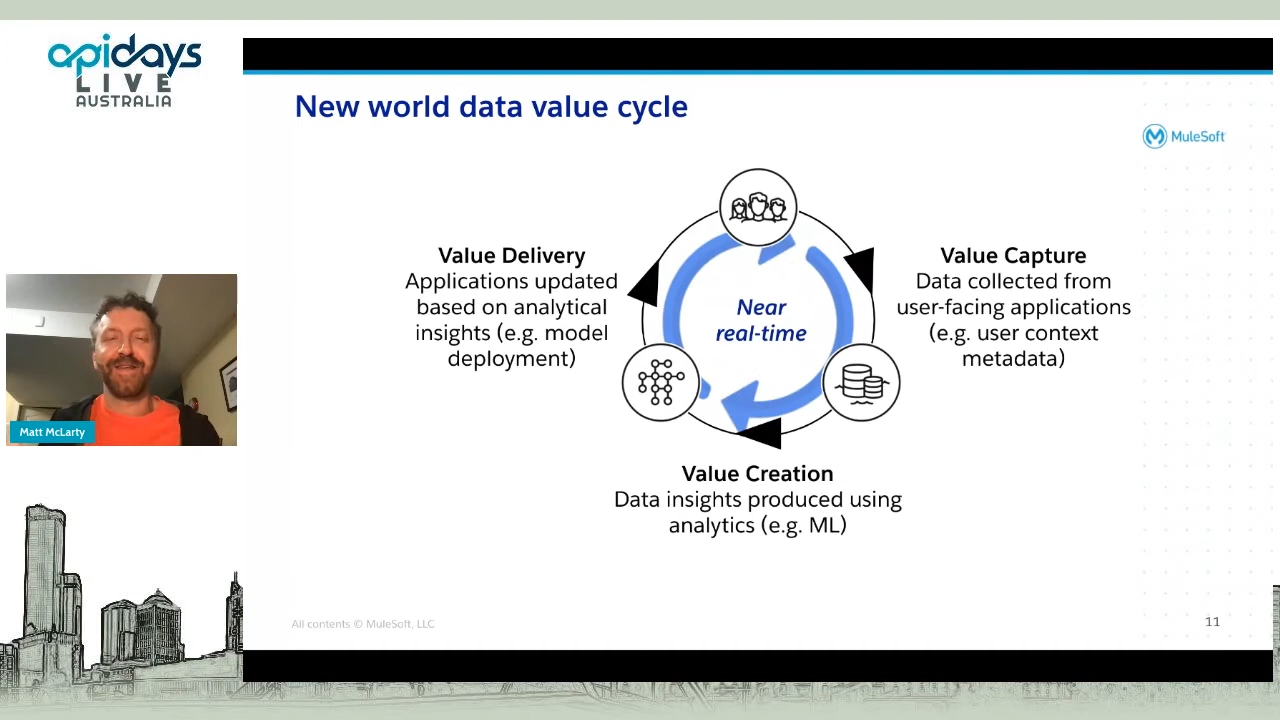 apidays
LIVE
AUSTRALIA
New world data value cycle
MuleSoft
Value Delivery
Applications updated
based on analytical
insights (e.g. model
deployment)
Near
real-time
Value Capture
Data collected from
user-facing applications
(e.g. user context
metadata)
Matt McLarty
Value Creation
Data insights produced using
analytics (e.g. ML)
All contents © MuleSoft, LLC
11